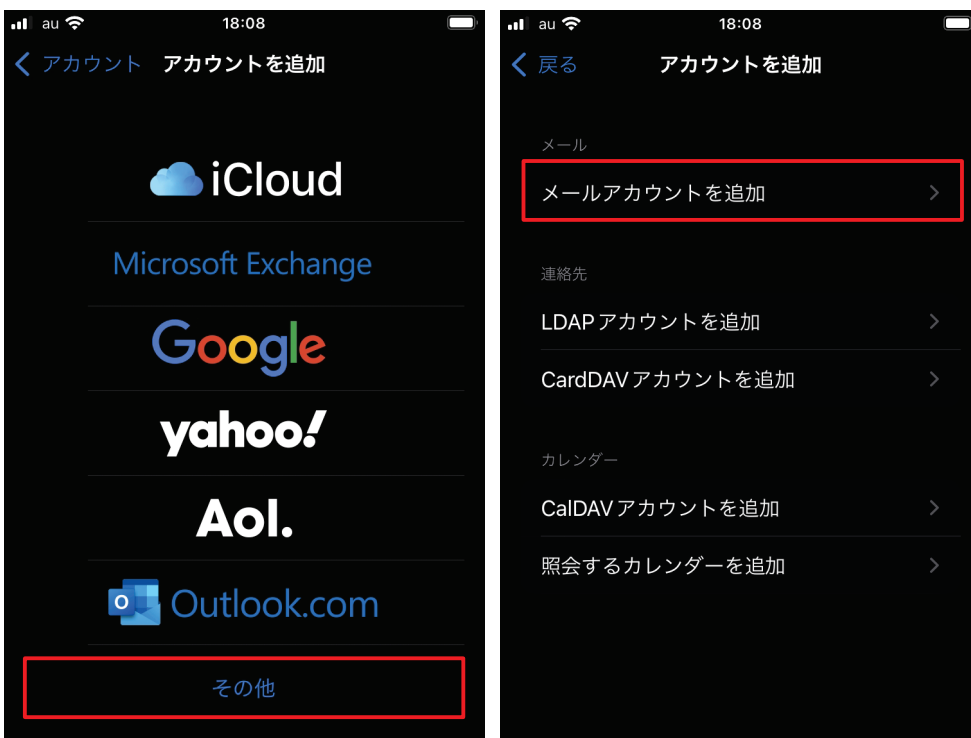 au 18:08
アカウント アカウントを追加
iCloud
Microsoft Exchange
Google
yahoo!
Aol.
Outlook.com
その他
au 18:08
戻る アカウントを追加
メール
メールアカウントを追加
連絡先
LDAPアカウントを追加
CardDAVアカウントを追加
カレンダー
CalDAVアカウントを追加
照会するカレンダーを追加